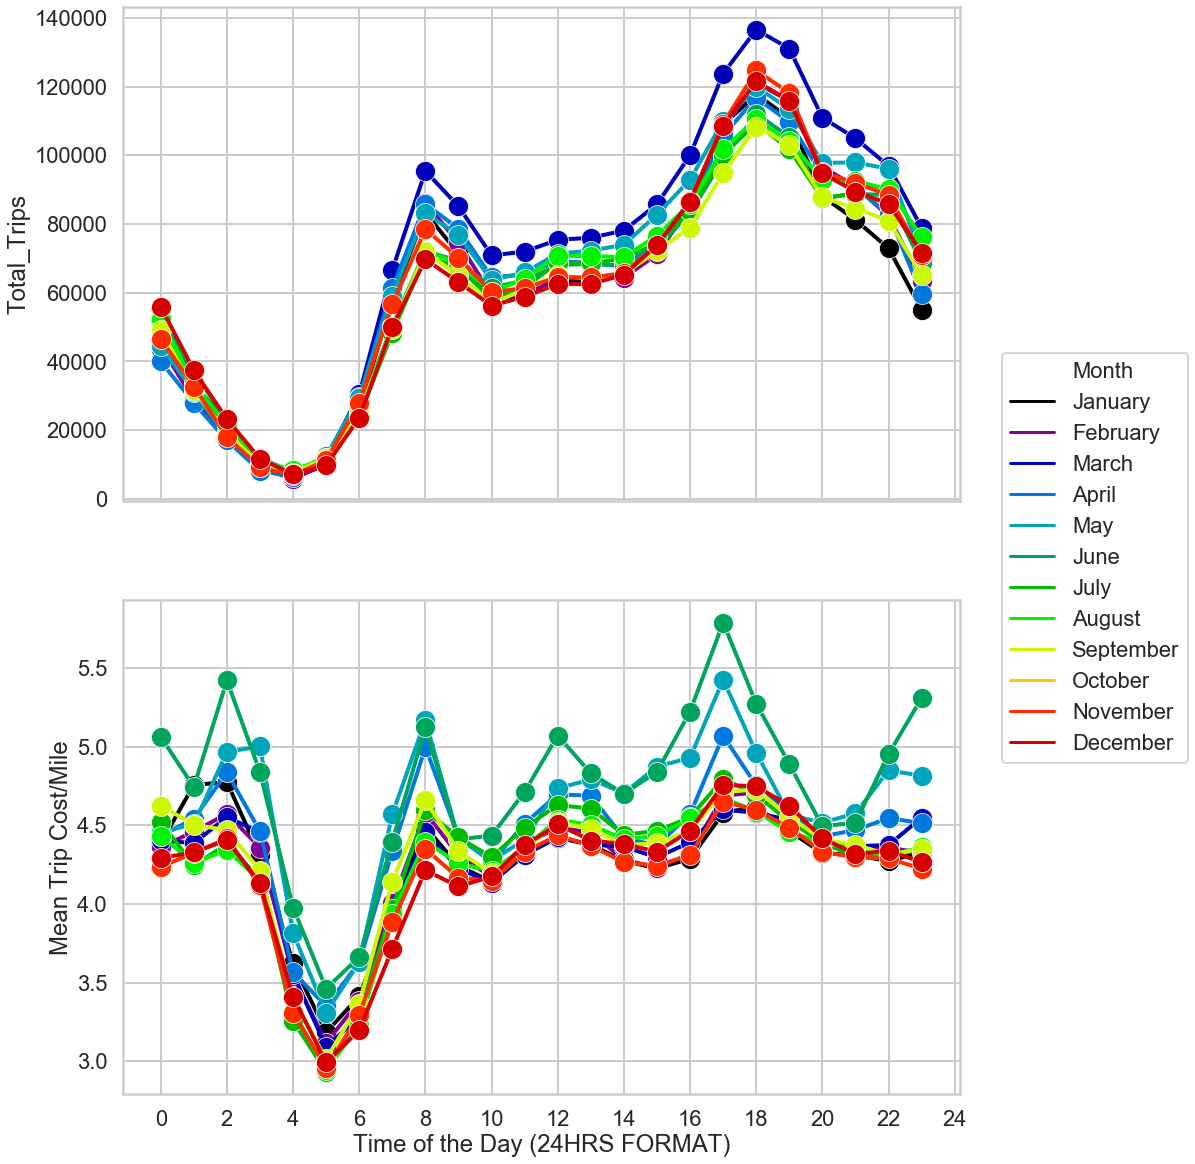 140000
120000
100000
80000
60000
40000
20000
0
Total_Trips
Month
January
February
March
April
May
June
July
August
September
October
November
December
5.5
5.0
4.5
4.0
3.5
3.0
Mean Trip Cost/Mile
0 2 4 6 8 10 12 14 16 18 20 22 24
Time of the Day (24HRS FORMAT)